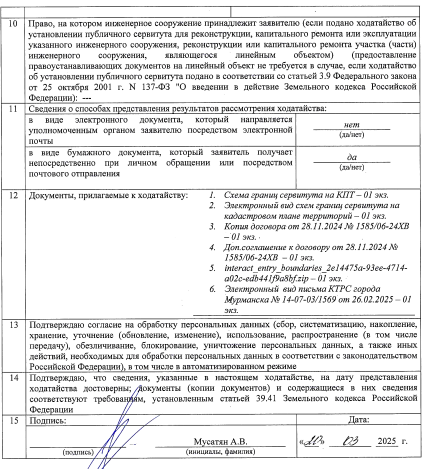 10 Право, на котором инженерное сооружение принадлежит заявителю (если подано ходатайство об
установлении публичного сервитута для реконструкции, капитального ремонта или эксплуатации
указанного инженерного сооружения, реконструкции или капитального ремонта участка (части)
инженерного сооружения, являющегося линейным объектом) (предоставление
правоустанавливающих документов на линейный объект не требуется в случае, если ходатайство
об установлении публичного сервитута подано в соответствии со статьей 3.9 Федерального закона
от 25 октября 2001 г. N 137-ФЗ "О введении в действие Земельного кодекса Российской
Федерации): ---
11 Сведения о способах представления результатов рассмотрения ходатайства:
в виде электронного документа, который направляется
уполномоченным органом заявителю посредством электронной
почты
нет
(да/нет)
в виде бумажного документа, который заявитель получает
непосредственно при личном обращении или посредством
почтового отправления
да
(да/нет)
12 Документы, прилагаемые к ходатайству:
1. Схема границ сервитута на КПТ – 01 экз.
2. Электронный вид схем границ сервитута на
кадастровом плане территорий – 01 экз.
3. Копия договора от 28.11.2024 № 1585/06-24ХВ
– 01 экз.
4. Доп.соглашение к договору от 28.11.2024 №
1585/06-24ХВ – 01 экз.
5. interact_entry_boundaries_2e14475a-93ee-4714-
a02c-edb441f9a8bf.zip – 01 экз.
6. Электронный вид письма КТРС города
Мурманска № 14-07-03/1569 от 26.02.2025 – 01
экз.
13 Подтверждаю согласие на обработку персональных данных (сбор, систематизацию, накопление,
хранение, уточнение (обновление, изменение), использование, распространение (в том числе
передачу), обезличивание, блокирование, уничтожение персональных данных, а также иных
действий, необходимых для обработки персональных данных в соответствии с законодательством
Российской Федерации), в том числе в автоматизированном режиме
14 Подтверждаю, что сведения, указанные в настоящем ходатайстве, на дату представления
ходатайства достоверны; документы (копии документов) и содержащиеся в них сведения
соответствуют требованиям, установленным статьей 39.41 Земельного кодекса Российской
Федерации
15 Подпись: Дата:
Мусатян А.В.
(подпись) (инициалы, фамилия)
« » 03 2025 г.